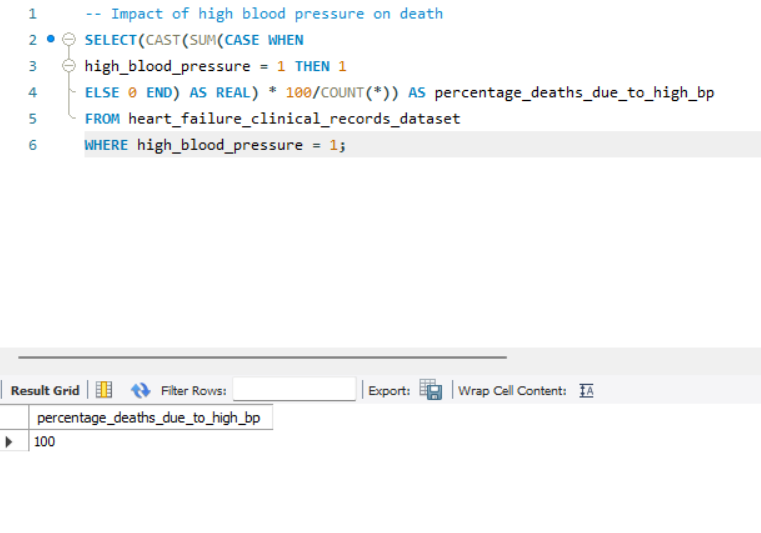 1 -- Impact of high blood pressure on death
2 SELECT(CAST(SUM(CASE WHEN
3 high_blood_pressure = 1 THEN 1
4 ELSE 0 END) AS REAL) * 100/COUNT(*)) AS percentage_deaths_due_to_high_bp
5 FROM heart_failure_clinical_records_dataset
6 WHERE high_blood_pressure = 1;
Result Grid Filter Rows: Export: Wrap Cell Content: IA
percentage_deaths_due_to_high_bp
100